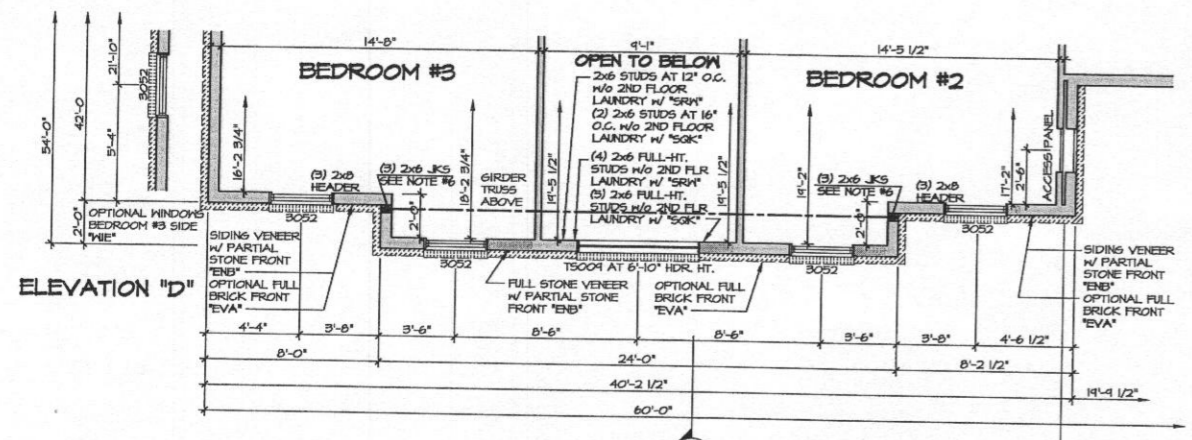 14'-8"
9'-1"
14'-5 1/2"
BEDROOM #3
OPEN TO BELOW
2x6 STUDS AT 12" O.C.
W/o 2ND FLOOR
LAUNDRY W/ "SRW"
(2) 2x6 STUDS AT 16"
O.C. W/o 2ND FLOOR
LAUNDRY W/ "SGK"
(4) 2x6 FULL-HT.
STUDS W/o 2ND FLR
LAUNDRY W/ "SRW"
(3) 2x6 FULL-HT.
STUDS W/o 2ND FLR
LAUNDRY W/ "SGK"
BEDROOM #2
54'-0"
42'-0
21'-10"
5'-4"
2'-0"
3052
OPTIONAL WINDOWS
BEDROOM #3 SIDE
"WIE"
16'-2 3/4"
(3) 2x8
HEADER
3052
(3) 2x6 JKS
SEE NOTE #6
2'-0"
18'-2 3/4"
GIRDER
TRUSS
ABOVE
19'-5 1/2"
19'-5 1/2"
19'-2"
(3) 2x6 JKS
SEE NOTE #6
2'-0"
(3) 2x8
HEADER
3052
17'-2"
2'-6"
ACCESS PANEL
ELEVATION "D"
SIDING VENEER
W/ PARTIAL
STONE FRONT
"ENB"
OPTIONAL FULL
BRICK FRONT
"EVA"
3052
FULL STONE VENEER
W/ PARTIAL STONE
FRONT "ENB"
TS009 AT 6'-10" HDR. HT.
OPTIONAL FULL
BRICK FRONT
"EVA"
3052
SIDING VENEER
W/ PARTIAL
STONE FRONT
"ENB"
OPTIONAL FULL
BRICK FRONT
"EVA"
4'-4"
3'-8"
3'-6"
8'-6"
8'-6"
3'-6"
3'-8"
4'-6 1/2"
8'-0"
24'-0"
8'-2 1/2"
40'-2 1/2"
19'-9 1/2"
60'-0"